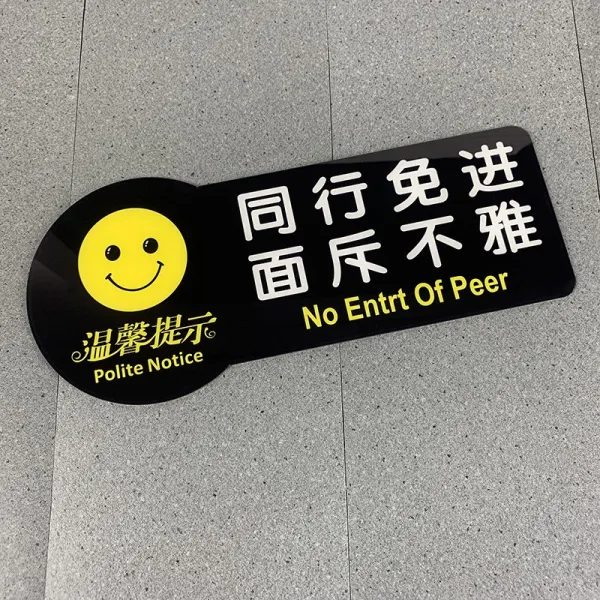 温馨提示
Polite Notice
同行免进
面斥不雅
No Entrt Of Peer